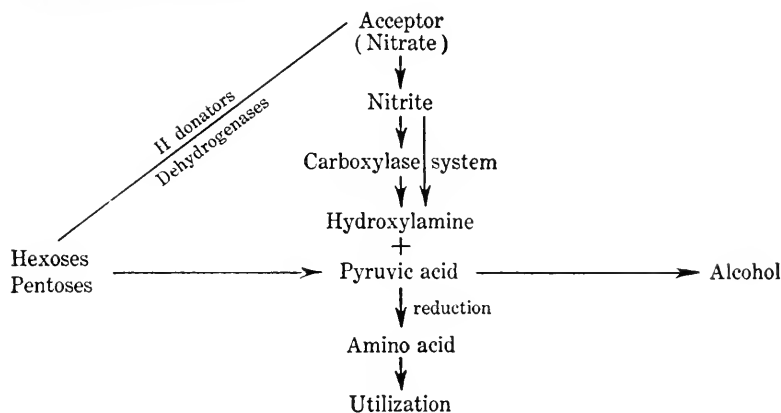 Acceptor
(Nitrate)
Nitrite
H donators
Dehydrogenases
Carboxylase system
Hydroxylamine
+
Hexoses
Pentoses
Pyruvic acid
Alcohol
reduction
Amino acid
Utilization